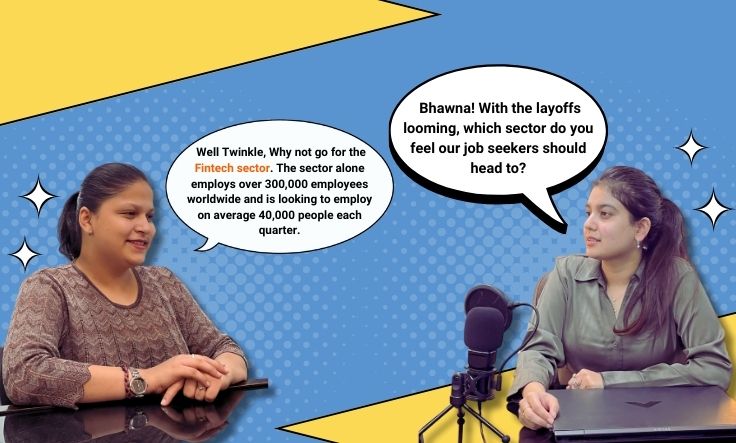 Bhawna! With the layoffs
looming, which sector do you
feel our job seekers should
head to?
Well Twinkle, Why not go for the
Fintech sector. The sector alone
employs over 300,000 employees
worldwide and is looking to employ
on average 40,000 people each
quarter.